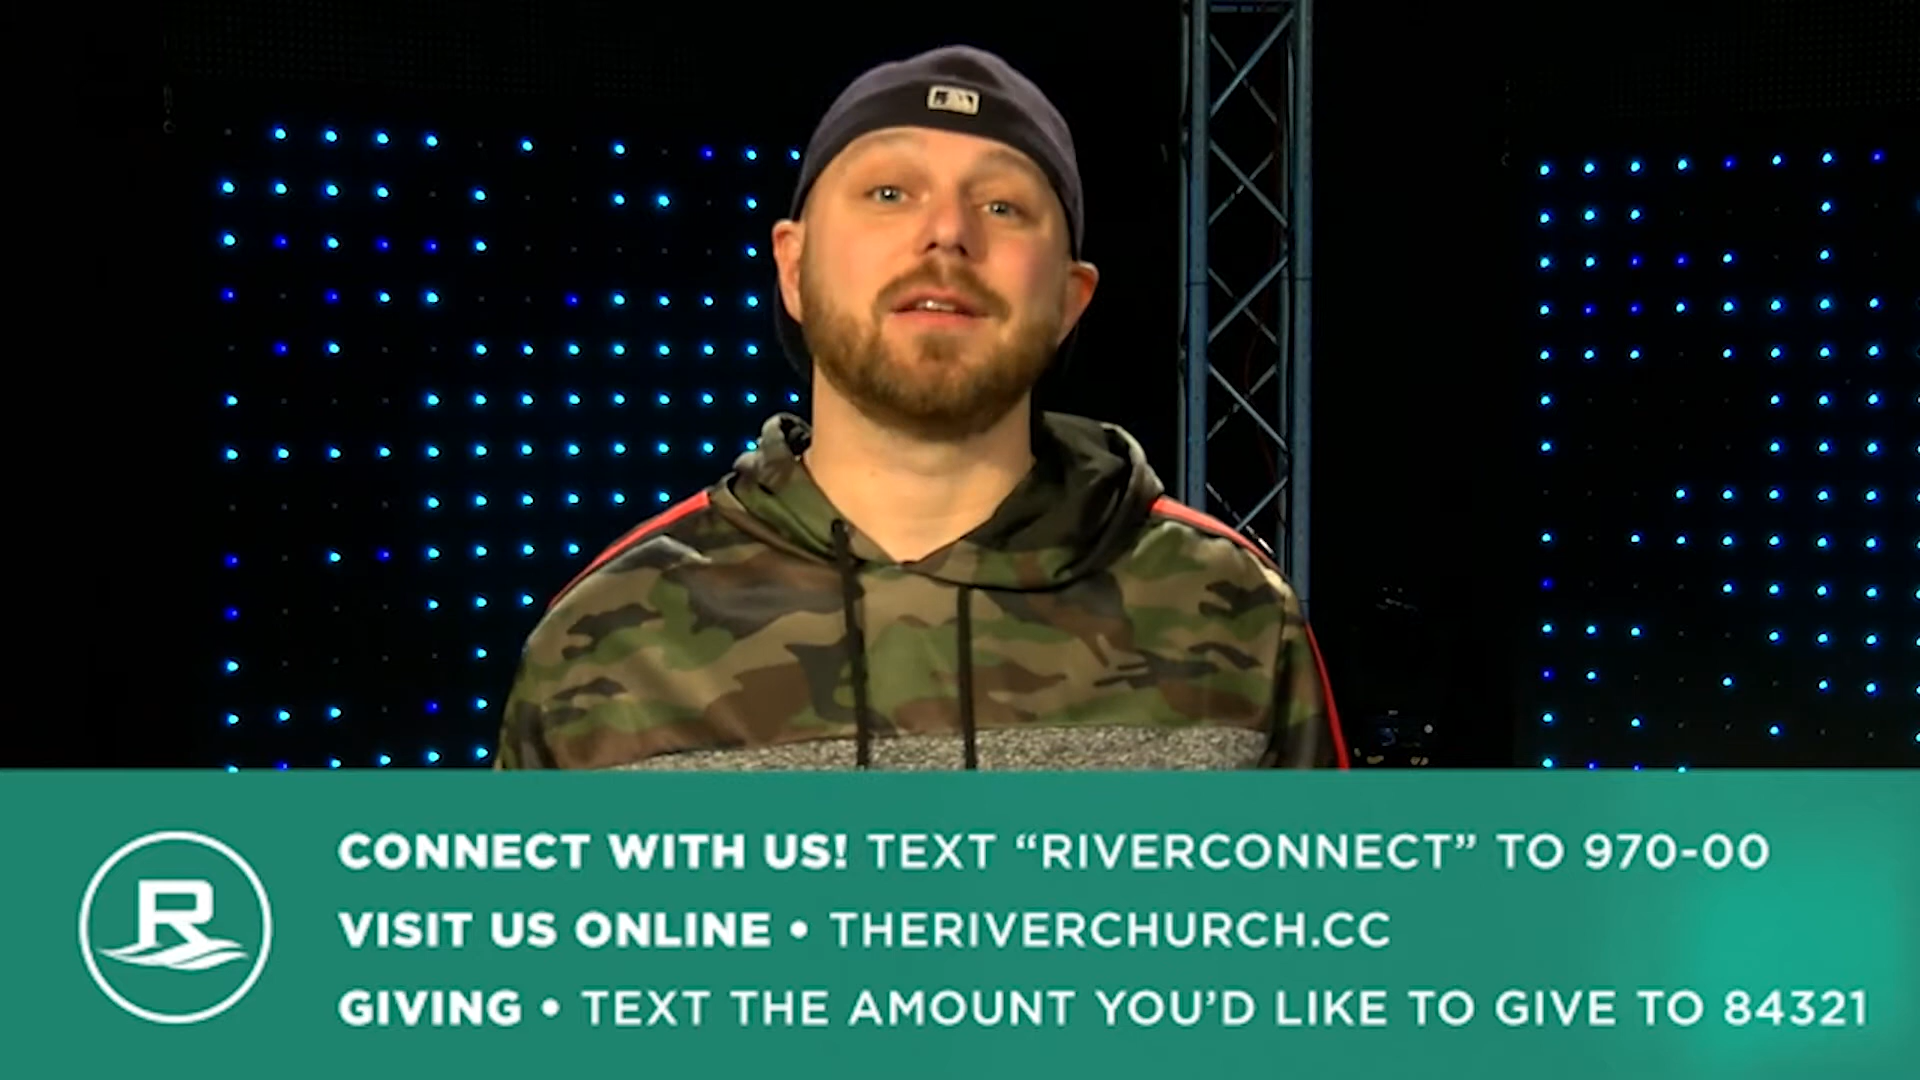 CONNECT WITH US! TEXT “RIVERCONNECT” TO 970-00
R
VISIT US ONLINE • THERIVERCHURCH.CC
GIVING • TEXT THE AMOUNT YOU’D LIKE TO GIVE TO 84321